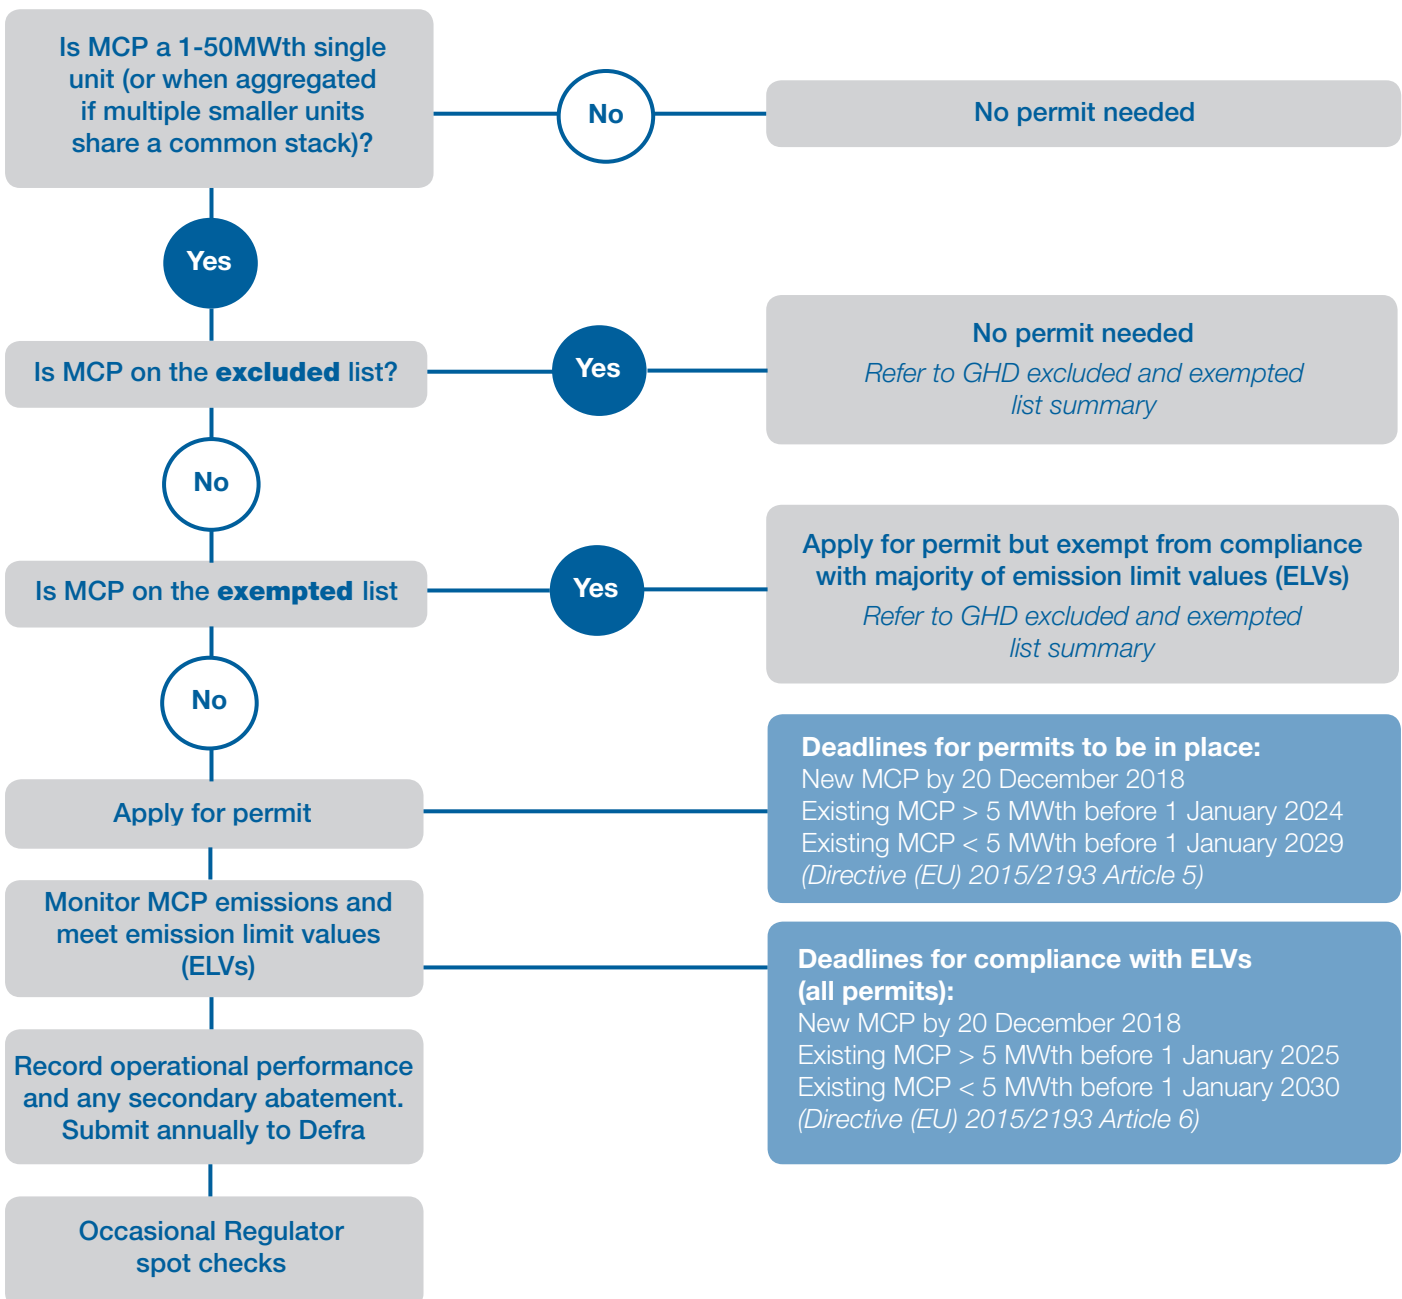 Is MCP a 1-50MWth single
unit (or when aggregated
if multiple smaller units
share a common stack)?
No
No permit needed
Yes
Is MCP on the excluded list?
Yes
No permit needed
Refer to GHD excluded and exempted
list summary
No
Is MCP on the exempted list
Yes
Apply for permit but exempt from compliance
with majority of emission limit values (ELVs)
Refer to GHD excluded and exempted
list summary
No
Apply for permit
Deadlines for permits to be in place:
New MCP by 20 December 2018
Existing MCP > 5 MWth before 1 January 2024
Existing MCP < 5 MWth before 1 January 2029
(Directive (EU) 2015/2193 Article 5)
Monitor MCP emissions and
meet emission limit values
(ELVs)
Deadlines for compliance with ELVs
(all permits):
New MCP by 20 December 2018
Existing MCP > 5 MWth before 1 January 2025
Existing MCP < 5 MWth before 1 January 2030
(Directive (EU) 2015/2193 Article 6)
Record operational performance
and any secondary abatement.
Submit annually to Defra
Occasional Regulator
spot checks